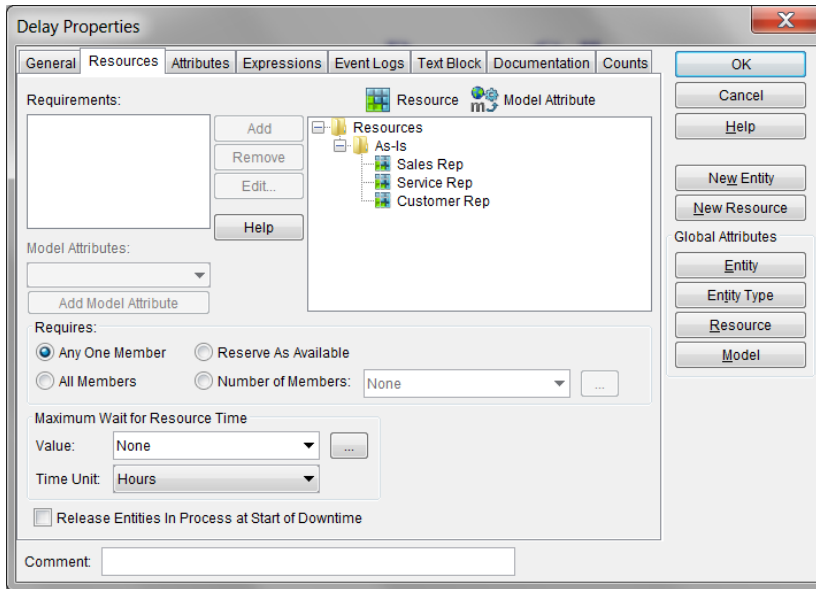 Delay Properties
X
General Resources Attributes Expressions Event Logs Text Block Documentation Counts
OK
Cancel
Help
New Entity
New Resource
Global Attributes
Entity
Entity Type
Resource
Model
Requirements:
Resource m Model Attribute
Add
Remove
Edit...
Help
Resources
As-Is
Sales Rep
Service Rep
Customer Rep
Model Attributes:
Add Model Attribute
Requires:
Any One Member Reserve As Available
All Members Number of Members: None ...
Maximum Wait for Resource Time
Value: None ...
Time Unit: Hours
Release Entities In Process at Start of Downtime
Comment: